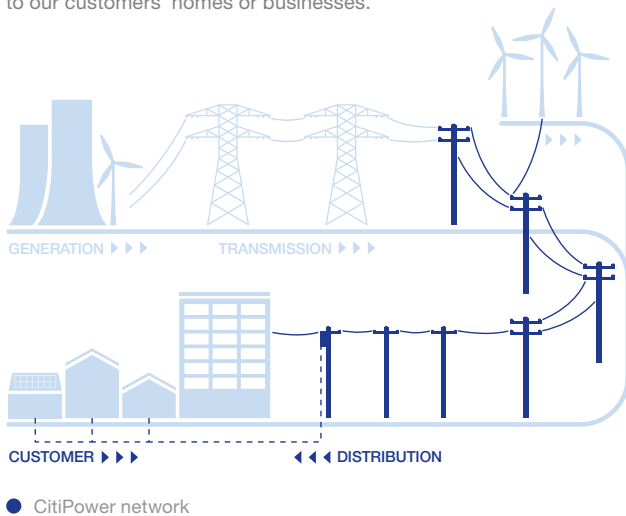 to our customers' homes or businesses.
GENERATION
TRANSMISSION
CUSTOMER
DISTRIBUTION
CitiPower network